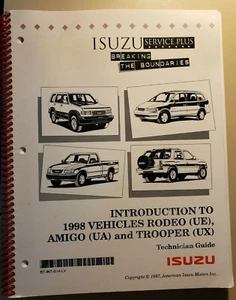 ISUZU SERVICE PLUS
BREAKING
THE BOUNDARIES
INTRODUCTION TO
1998 VEHICLES RODEO (UE),
AMIGO (UA) and TROOPER (UX)
Technician Guide
ISUZU
Copyright © 1997, American Isuzu Motors Inc.